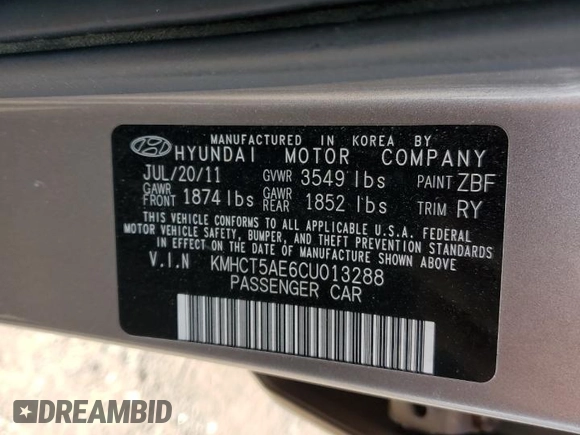 MANUFACTURED IN KOREA BY
HYUNDAI MOTOR COMPANY
JUL/20/11 GVWR 3549 lbs PAINT ZBF
GAWR FRONT 1874 lbs GAWR REAR 1852 lbs TRIM RY
THIS VEHICLE CONFORMS TO ALL APPLICABLE U.S.A. FEDERAL
MOTOR VEHICLE SAFETY, BUMPER, AND THEFT PREVENTION STANDARDS
IN EFFECT ON THE DATE OF MANUFACTURE SHOWN ABOVE.
V.I.N KMHCT5AE6CU013288
PASSENGER CAR
DREAMBID